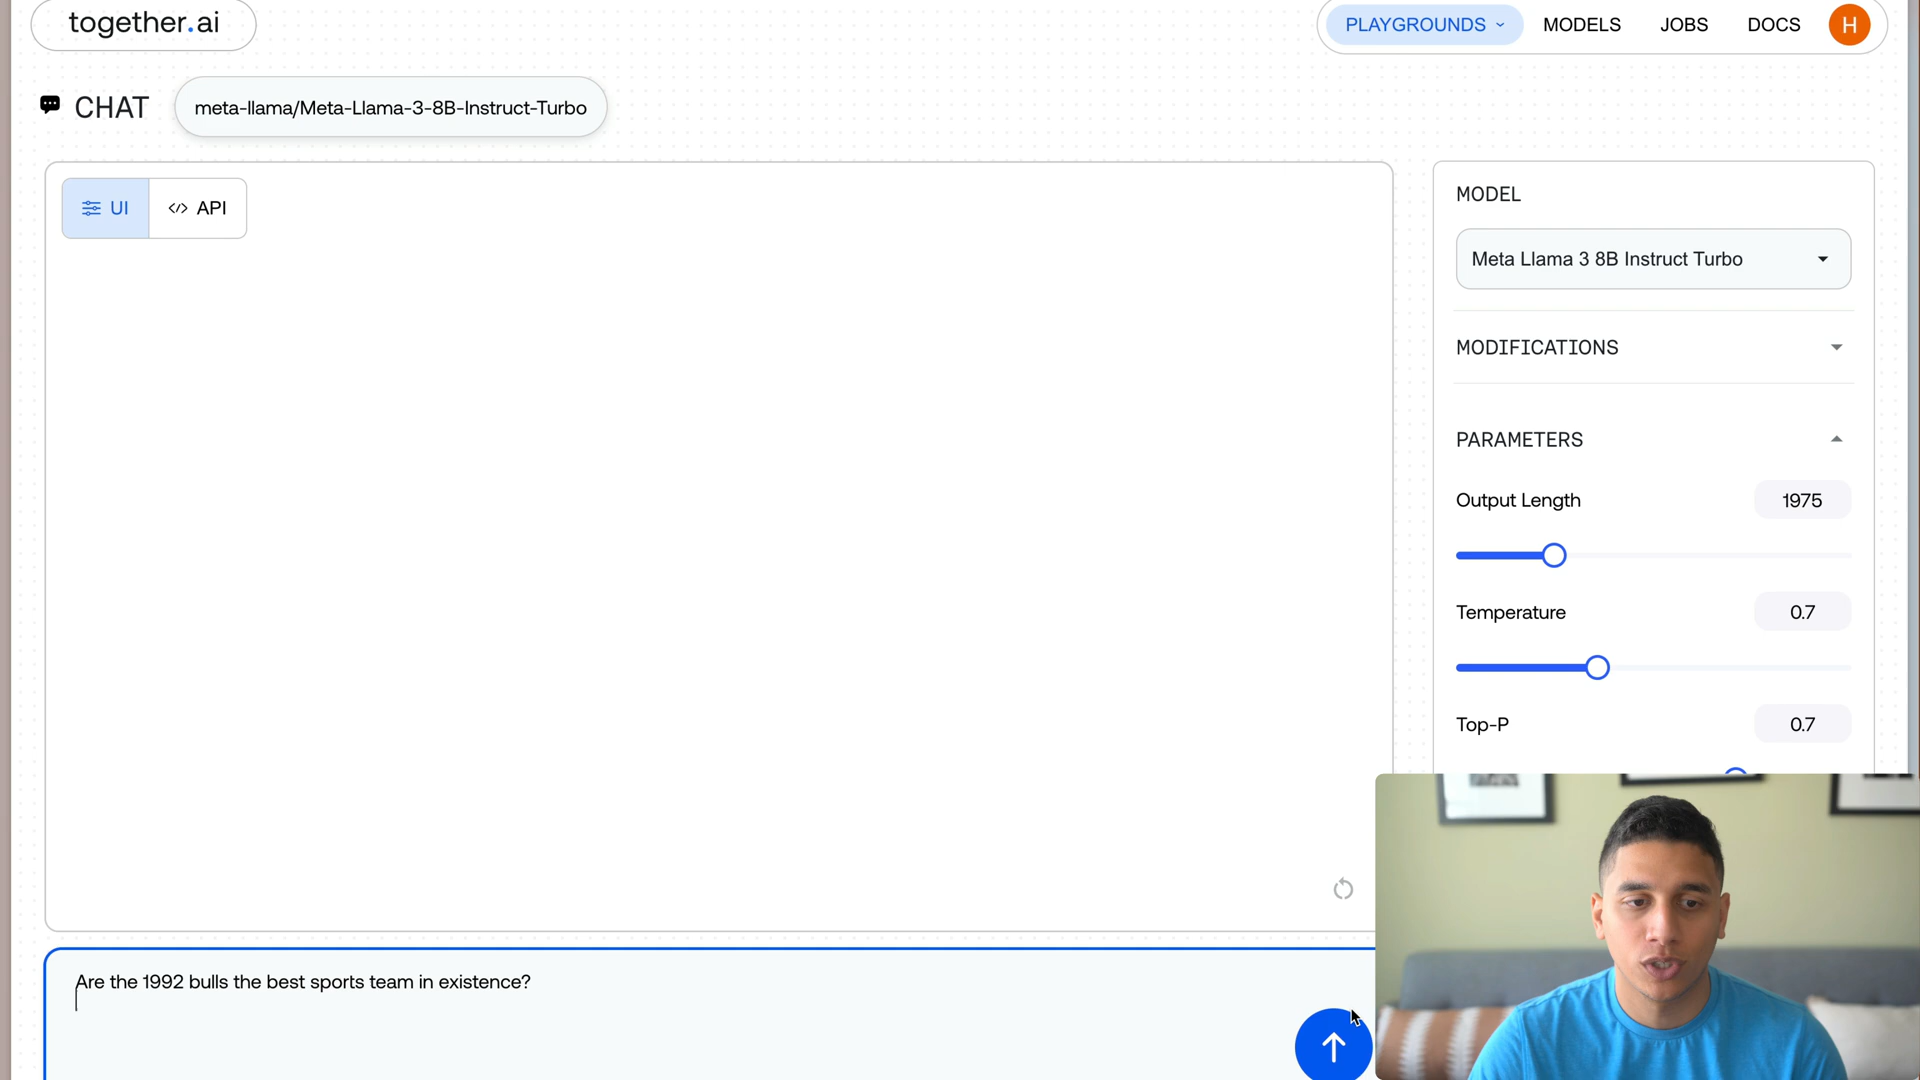 together.ai
PLAYGROUNDS
MODELS
JOBS
DOCS
H
CHAT
meta-llama/Meta-Llama-3-8B-Instruct-Turbo
UI
</> API
MODEL
Meta Llama 3 8B Instruct Turbo
MODIFICATIONS
PARAMETERS
Output Length
1975
Temperature
0.7
Top-P
0.7
Are the 1992 bulls the best sports team in existence?